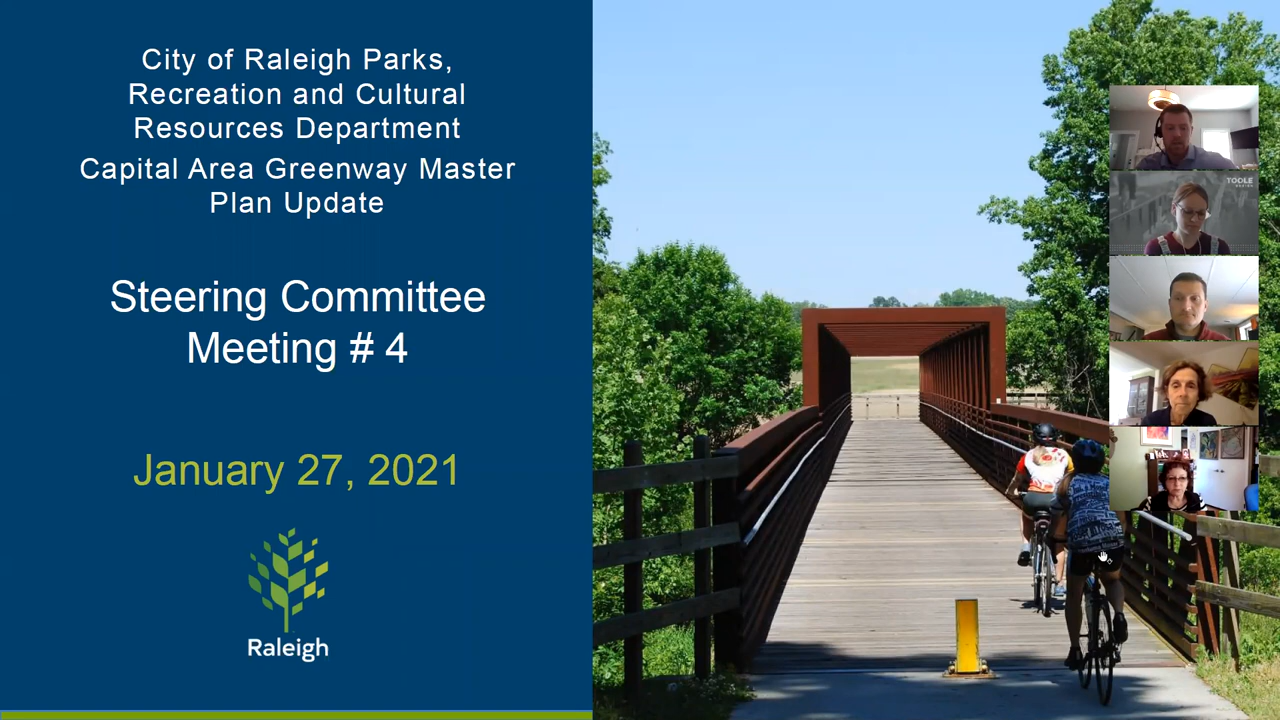 City of Raleigh Parks,
Recreation and Cultural
Resources Department
Capital Area Greenway Master
Plan Update
Steering Committee
Meeting # 4
January 27, 2021
Raleigh
TOOLE
DESIGN